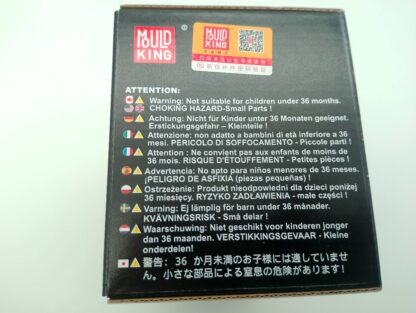 MOULD
KING
MOULD
KING
ATTENTION:
Warning: Not suitable for children under 36 months.
CHOKING HAZARD-Small Parts !
Achtung: Nicht für Kinder unter 36 Monaten geeignet.
Erstickungsgefahr – Kleinteile !
Attenzione: non adatto a bambini di età inferiore a 36
mesi. PERICOLO DI SOFFOCAMENTO - Piccole parti !
Attention : Ne convient pas aux enfants de moins de
36 mois. RISQUE D'ÉTOUFFEMENT - Petites pièces !
Advertencia: No apto para niños menores de 36 meses.
¡PELIGRO DE ASFIXIA (piezas pequeñas) !
Ostrzeżenie: Produkt nieodpowiedni dla dzieci poniżej
36 miesięcy. RYZYKO ZADŁAWIENIA - małe części !
Varning: Ej lämplig för barn under 36 månader.
KVÄVNINGSRISK - Små delar !
Waarschuwing: Niet geschikt voor kinderen jonger
dan 36 maanden. VERSTIKKINGSGEVAAR - Kleine
onderdelen!
警告: 36 か月未満のお子様には適していませ
ん。小さな部品による窒息の危険があります!